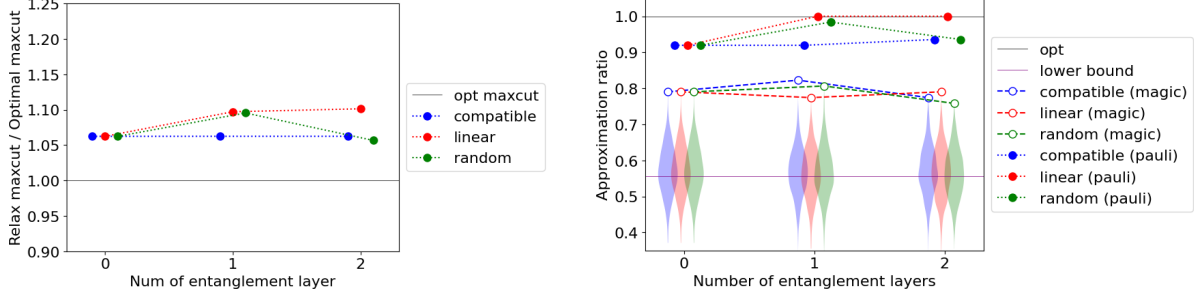 1.25
1.20
1.15
1.10
1.05
1.00
0.95
0.90
Relax maxcut / Optimal maxcut
0 1 2
Num of entanglement layer
opt maxcut
compatible
linear
random
1.0
0.9
0.8
0.7
0.6
0.5
0.4
Approximation ratio
0 1 2
Number of entanglement layers
opt
lower bound
compatible (magic)
linear (magic)
random (magic)
compatible (pauli)
linear (pauli)
random (pauli)